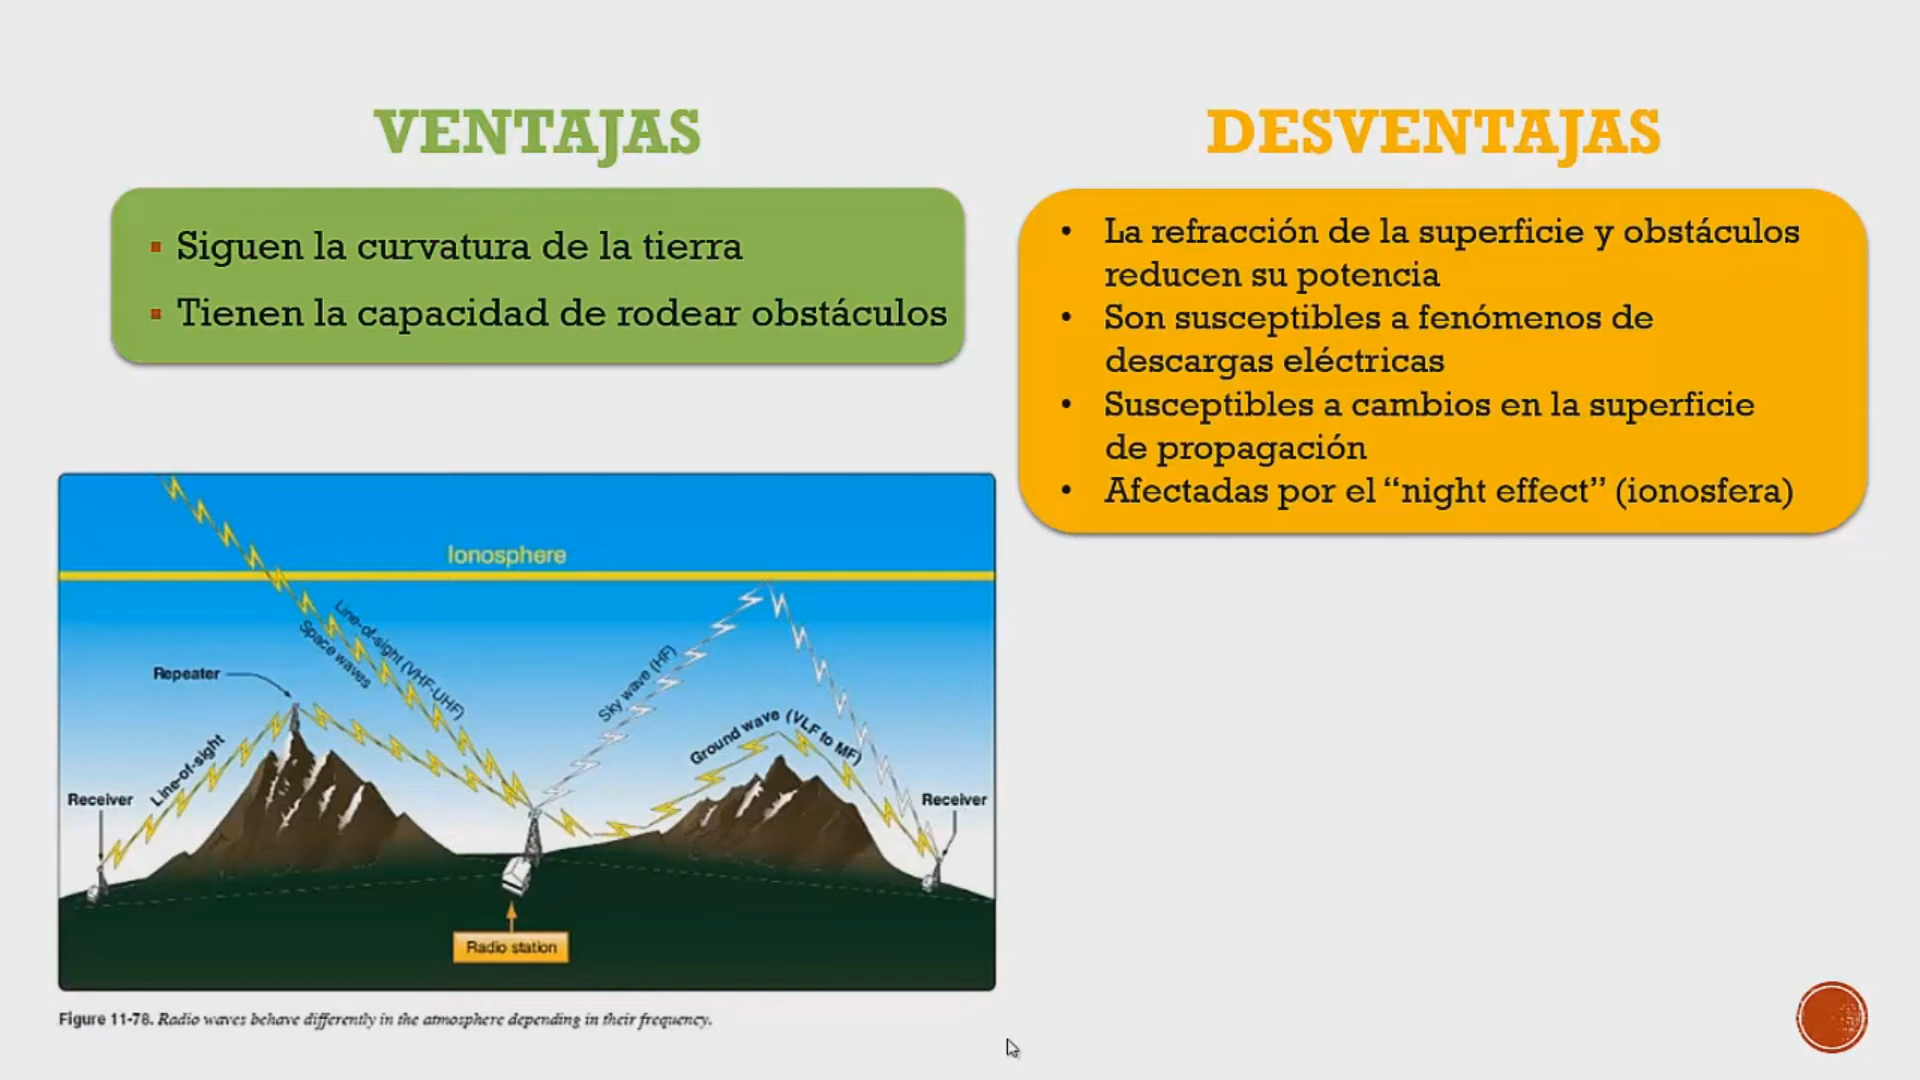 VENTAJAS
▪ Siguen la curvatura de la tierra
▪ Tienen la capacidad de rodear obstáculos
DESVENTAJAS
• La refracción de la superficie y obstáculos
reducen su potencia
• Son susceptibles a fenómenos de
descargas eléctricas
• Susceptibles a cambios en la superficie
de propagación
• Afectadas por el “night effect” (ionosfera)
Ionosphere
Line-of-sight (VHF-UHF)
Space waves
Repeater
Sky wave (HF)
Ground wave (VLF to MF)
Line-of-sight
Receiver
Receiver
Radio station
Figure 11-78. Radio waves behave differently in the atmosphere depending in their frequency.